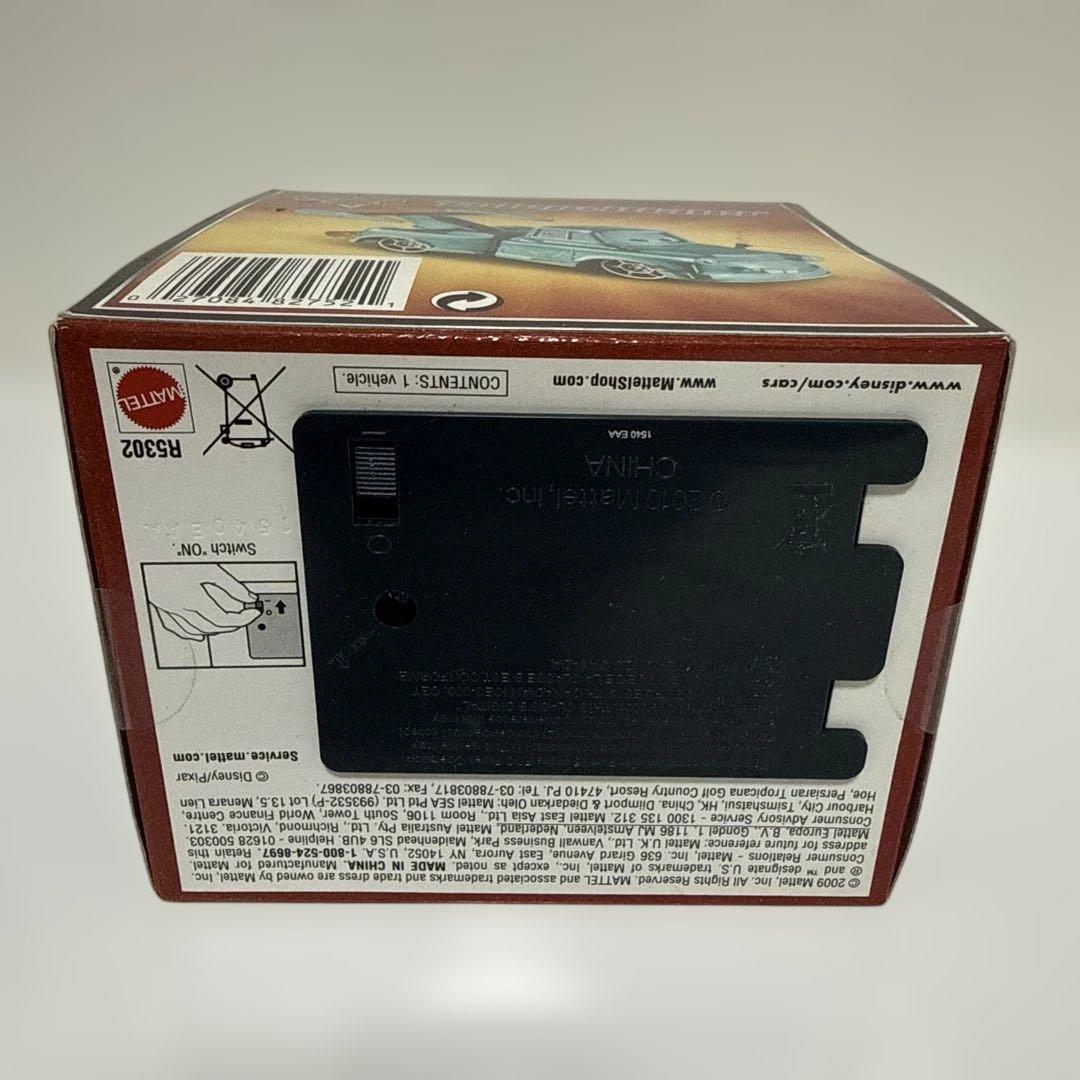 © 2009 Mattel, Inc. All Rights Reserved. MATTEL and associated trademarks and trade dress are owned by Mattel, Inc.,
® and ™ designate U.S. trademarks of Mattel, Inc., except as noted. MADE IN CHINA. Manufactured for Mattel.
Consumer Relations - Mattel, Inc. 636 Girard Avenue, East Aurora, NY 14052, U.S.A. 1-800-524-8697. Retain this
address for future reference: Mattel U.K. Ltd., Vanwall Business Park, Maidenhead SL6 4UB. Helpline - 01628 500303.
Mattel Europa, B.V., Gondel 1, 1186 MJ Amstelveen, Nederland. Mattel Australia Pty. Ltd., Richmond, Victoria. 3121.
Consumer Advisory Service - 1300 135 312. Mattel East Asia Ltd., Room 1106, South Tower, World Finance Centre,
Harbour City, Tsimshatsui, HK, China. Diimport & Diedarkan Oleh: Mattel SEA Ptd Ltd.(993532-P) Lot 13.5, Menara Lien
Hoe, Persiaran Tropicana Golf Country Resort, 47410 PJ. Tel: 03-78803817, Fax: 03-78803867.
© Disney/Pixar
Service.mattel.com
Switch "ON".
1540EAA
© 2010 Mattel, Inc.
CHINA
1540 EAA
R5302
MATTEL ®
CONTENTS: 1 vehicle.
www.MattelShop.com
www.disney.com/cars
0 27084 82752 1